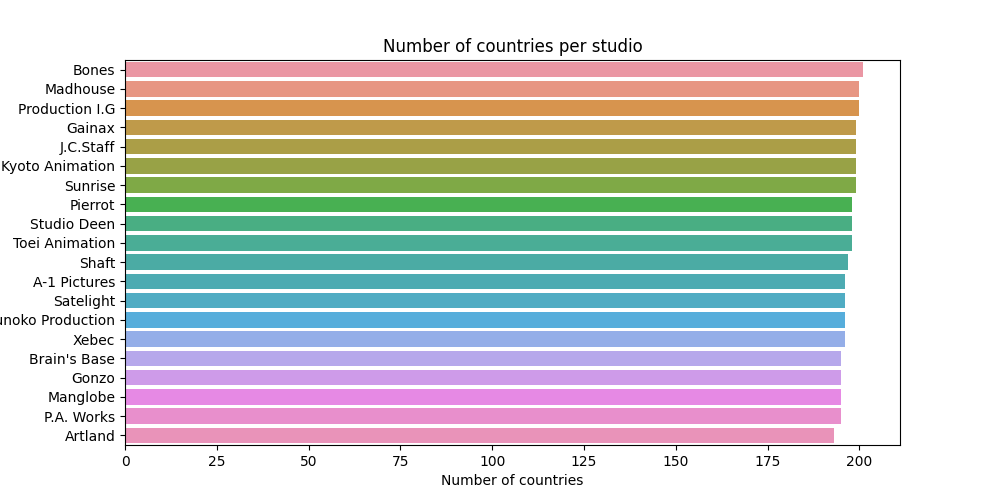 Number of countries per studio
Bones
Madhouse
Production I.G
Gainax
J.C.Staff
Kyoto Animation
Sunrise
Pierrot
Studio Deen
Toei Animation
Shaft
A-1 Pictures
Satelight
unoko Production
Xebec
Brain's Base
Gonzo
Manglobe
P.A. Works
Artland
0 25 50 75 100 125 150 175 200
Number of countries